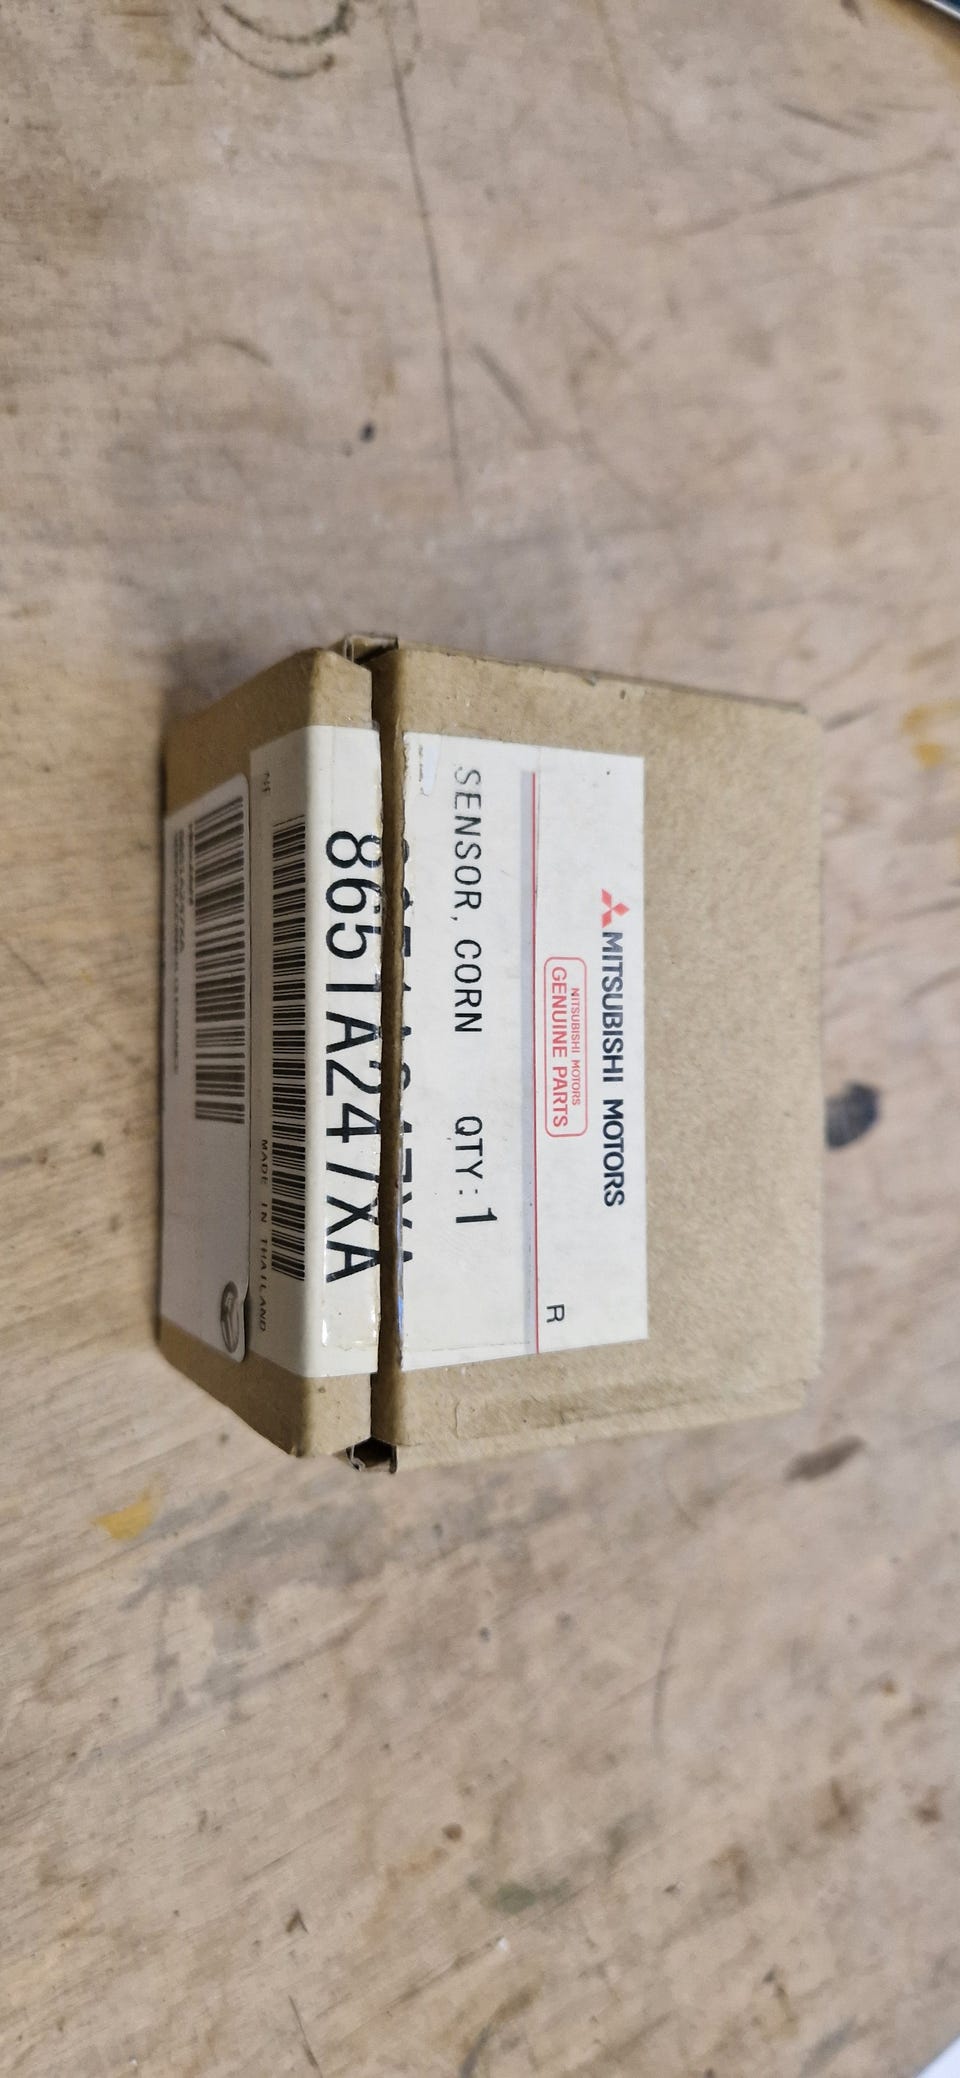 MITSUBISHI MOTORS
MITSUBISHI MOTORS
GENUINE PARTS
R
SENSOR, CORN QTY:1
8651A247XA
MADE IN THAILAND